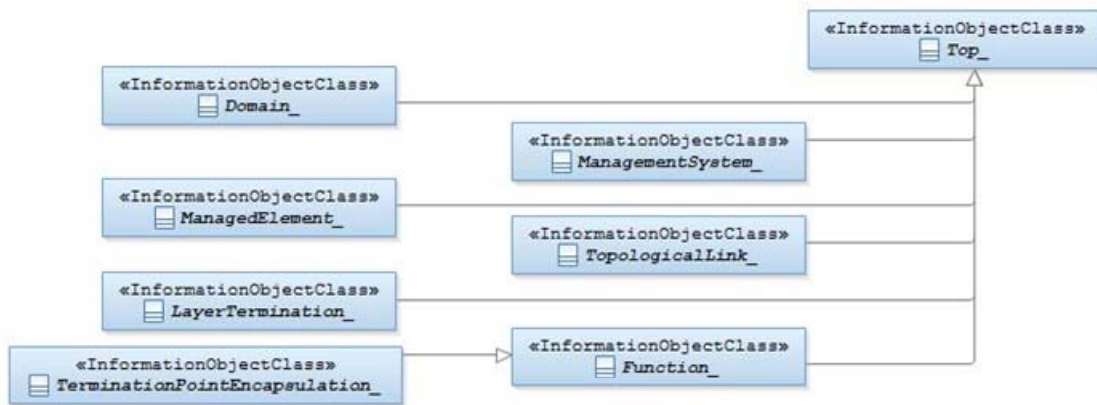 «InformationObjectClass»
Top_
«InformationObjectClass»
Domain_
«InformationObjectClass»
ManagementSystem_
«InformationObjectClass»
ManagedElement_
«InformationObjectClass»
TopologicalLink_
«InformationObjectClass»
LayerTermination_
«InformationObjectClass»
Function_
«InformationObjectClass»
TerminationPointEncapsulation_